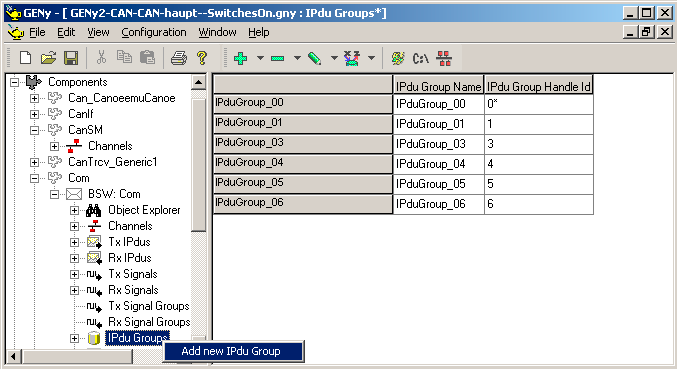 GENy - [ GENy2-CAN-CAN-haupt--SwitchesOn.gny : IPdu Groups*]
File Edit View Configuration Window Help
C:\
Components
Can_CanoeemuCanoe
CanIf
CanSM
Channels
CanTrcv_Generic1
Com
BSW: Com
Object Explorer
Channels
Tx IPdus
Rx IPdus
Tx Signals
Rx Signals
Tx Signal Groups
Rx Signal Groups
IPdu Groups
Add new IPdu Group
IPdu Group Name IPdu Group Handle Id
IPduGroup_00 IPduGroup_00 0*
IPduGroup_01 IPduGroup_01 1
IPduGroup_03 IPduGroup_03 3
IPduGroup_04 IPduGroup_04 4
IPduGroup_05 IPduGroup_05 5
IPduGroup_06 IPduGroup_06 6